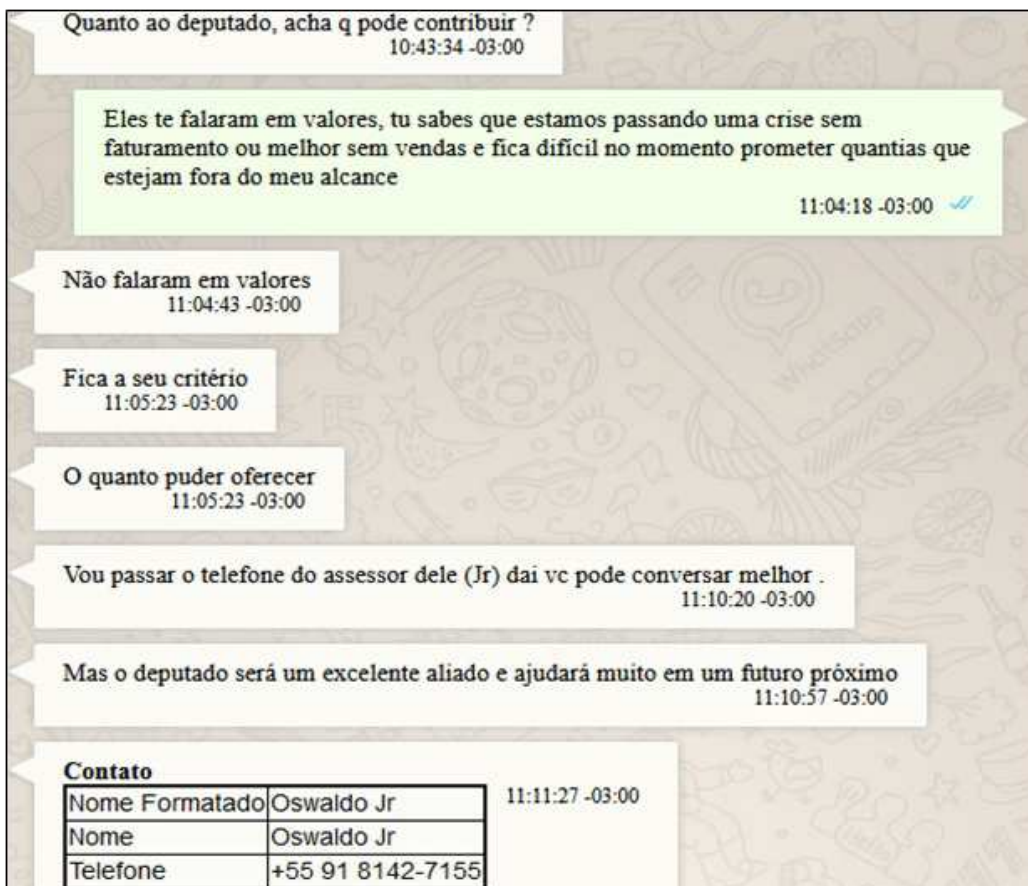 Quanto ao deputado, acha q pode contribuir ?
10:43:34 -03:00
Eles te falaram em valores, tu sabes que estamos passando uma crise sem
faturamento ou melhor sem vendas e fica difícil no momento prometer quantias que
estejam fora do meu alcance
11:04:18 -03:00
Não falaram em valores
11:04:43 -03:00
Fica a seu critério
11:05:23 -03:00
O quanto puder oferecer
11:05:23 -03:00
Vou passar o telefone do assessor dele (Jr) dai vc pode conversar melhor .
11:10:20 -03:00
Mas o deputado será um excelente aliado e ajudará muito em um futuro próximo
11:10:57 -03:00
Contato
Nome Formatado Oswaldo Jr 11:11:27 -03:00
Nome Oswaldo Jr
Telefone +55 91 8142-7155
WhatsApp